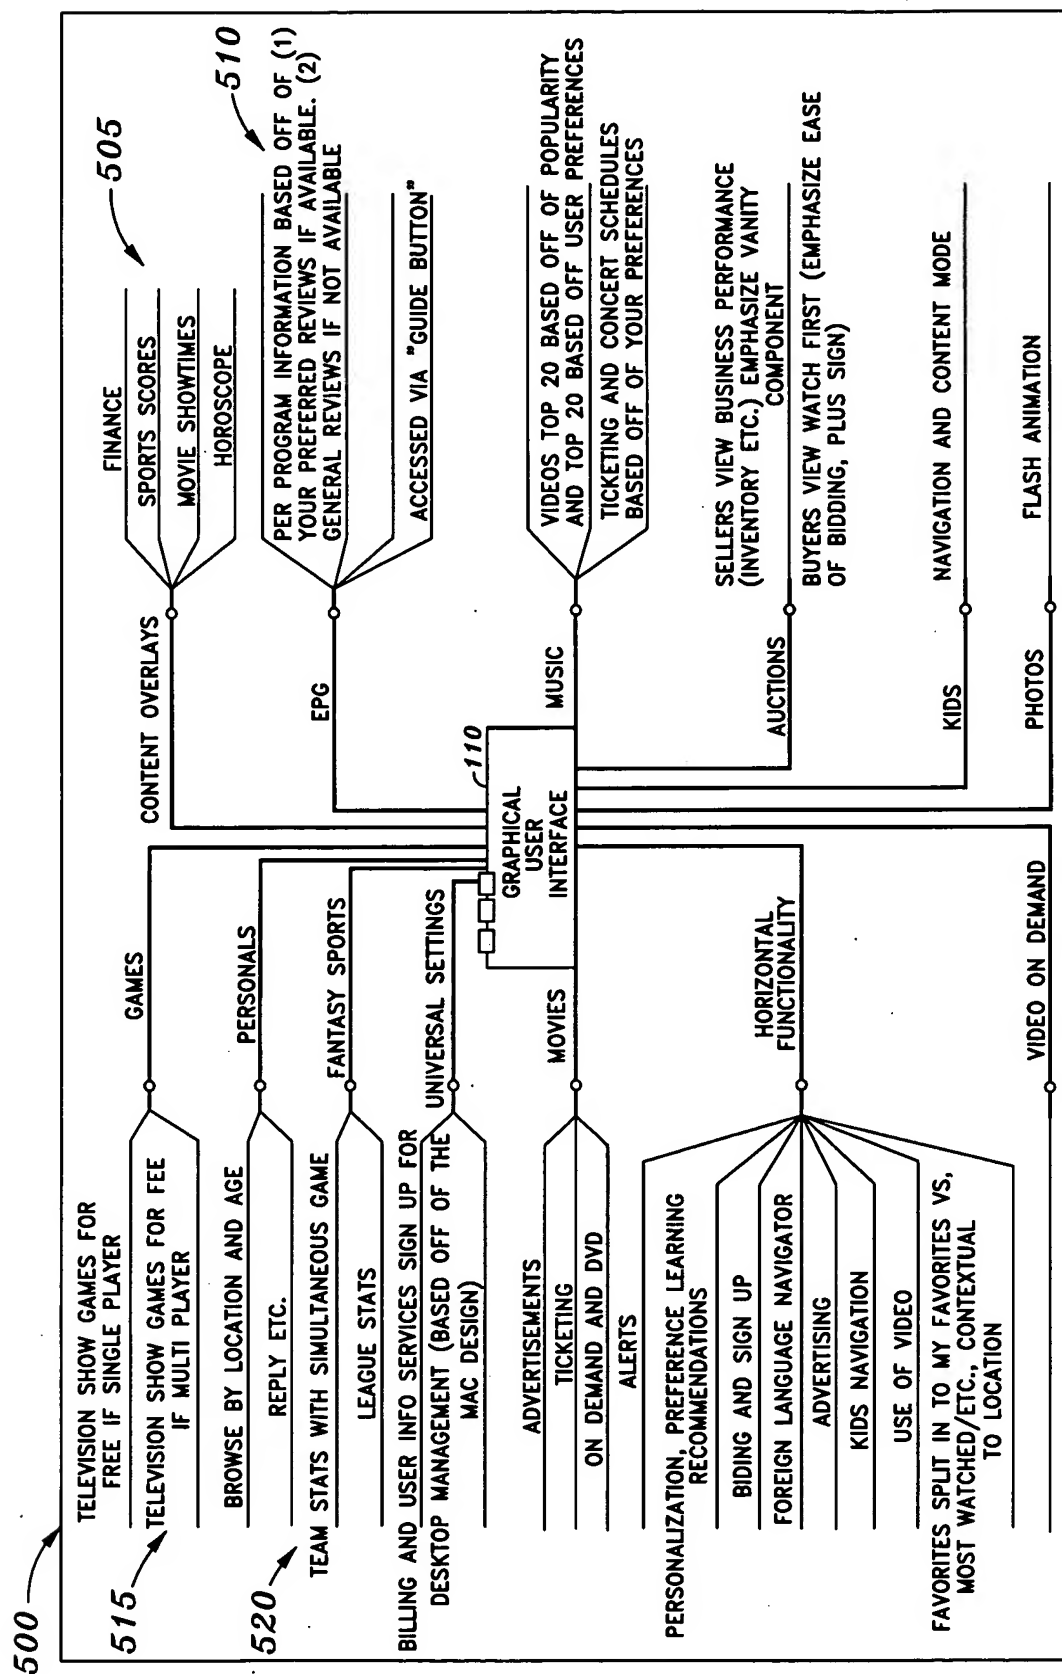 500
TELEVISION SHOW GAMES FOR
FREE IF SINGLE PLAYER
515
TELEVISION SHOW GAMES FOR FEE
IF MULTI PLAYER
GAMES
BROWSE BY LOCATION AND AGE
REPLY ETC.
PERSONALS
520
TEAM STATS WITH SIMULTANEOUS GAME
LEAGUE STATS
FANTASY SPORTS
BILLING AND USER INFO SERVICES SIGN UP FOR
DESKTOP MANAGEMENT (BASED OFF OF THE
MAC DESIGN)
UNIVERSAL SETTINGS
ADVERTISEMENTS
TICKETING
ON DEMAND AND DVD
MOVIES
ALERTS
PERSONALIZATION, PREFERENCE LEARNING
RECOMMENDATIONS
BIDING AND SIGN UP
FOREIGN LANGUAGE NAVIGATOR
ADVERTISING
KIDS NAVIGATION
USE OF VIDEO
FAVORITES SPLIT IN TO MY FAVORITES VS,
MOST WATCHED/ETC., CONTEXTUAL
TO LOCATION
HORIZONTAL
FUNCTIONALITY
VIDEO ON DEMAND
GRAPHICAL
USER
INTERFACE
110
CONTENT OVERLAYS
FINANCE
SPORTS SCORES
MOVIE SHOWTIMES
HOROSCOPE
505
EPG
PER PROGRAM INFORMATION BASED OFF OF (1)
YOUR PREFERRED REVIEWS IF AVAILABLE. (2)
GENERAL REVIEWS IF NOT AVAILABLE
510
ACCESSED VIA "GUIDE BUTTON"
MUSIC
VIDEOS TOP 20 BASED OFF OF POPULARITY
AND TOP 20 BASED OFF USER PREFERENCES
TICKETING AND CONCERT SCHEDULES
BASED OFF OF YOUR PREFERENCES
AUCTIONS
SELLERS VIEW BUSINESS PERFORMANCE
(INVENTORY ETC.) EMPHASIZE VANITY
COMPONENT
BUYERS VIEW WATCH FIRST (EMPHASIZE EASE
OF BIDDING, PLUS SIGN)
KIDS
NAVIGATION AND CONTENT MODE
PHOTOS
FLASH ANIMATION